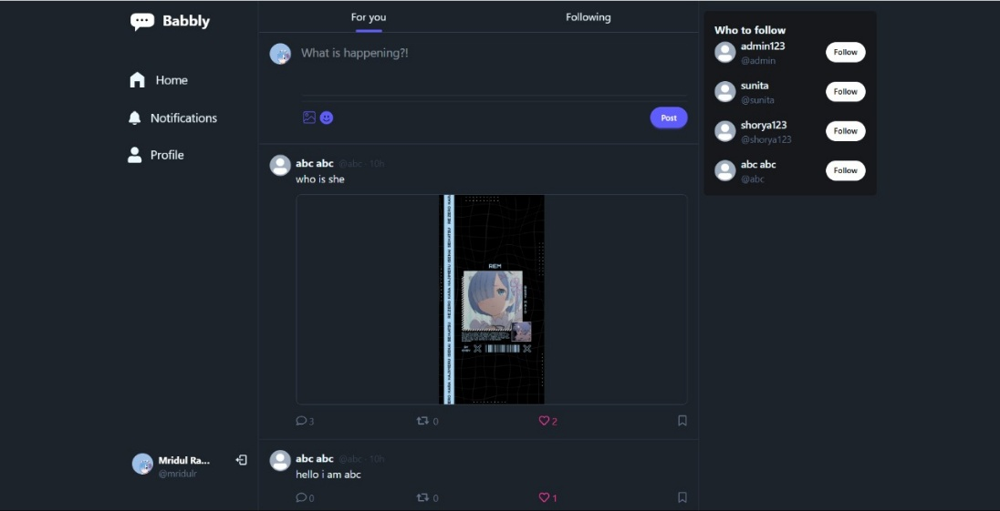 Babbly
Home
Notifications
Profile
Mridul Ra...
@mridulr
For you
Following
What is happening?!
Post
abc abc @abc · 10h
who is she
REM
3
0
2
abc abc @abc · 10h
hello i am abc
0
0
1
Who to follow
admin123
@admin
Follow
sunita
@sunita
Follow
shorya123
@shorya123
Follow
abc abc
@abc
Follow